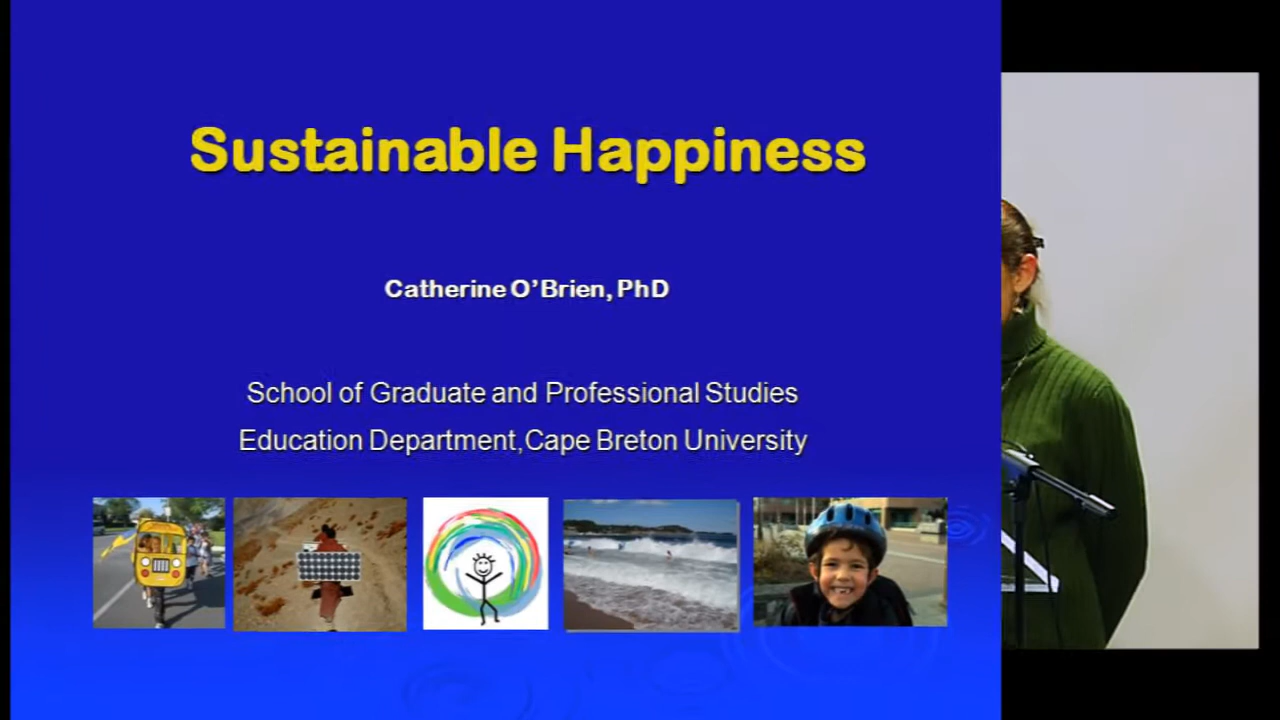 Sustainable Happiness
Catherine O'Brien, PhD
School of Graduate and Professional Studies
Education Department,Cape Breton University